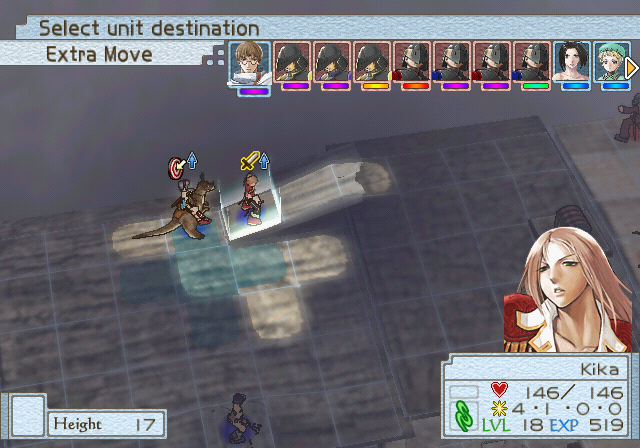 Select unit destination
Extra Move
Kika
146/ 146
4·1·0·0
LVL 18 EXP 519
Height 17